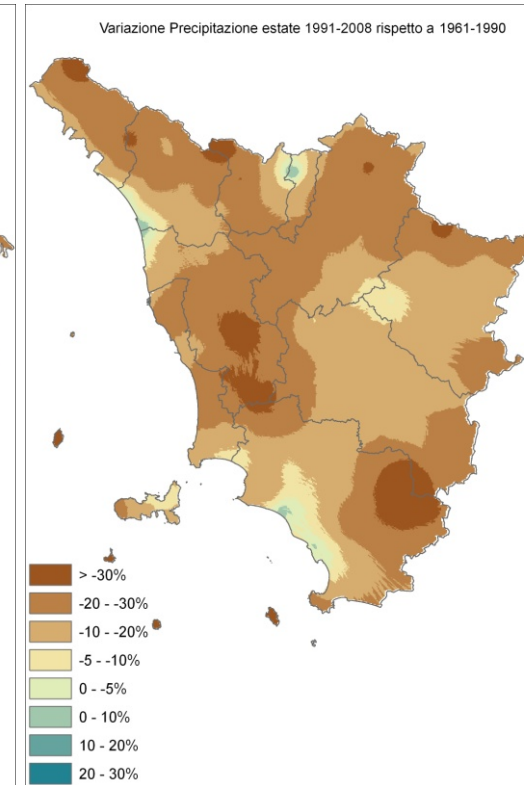 Variazione Precipitazione estate 1991-2008 rispetto a 1961-1990
> -30%
-20 - -30%
-10 - -20%
-5 - -10%
0 - -5%
0 - 10%
10 - 20%
20 - 30%